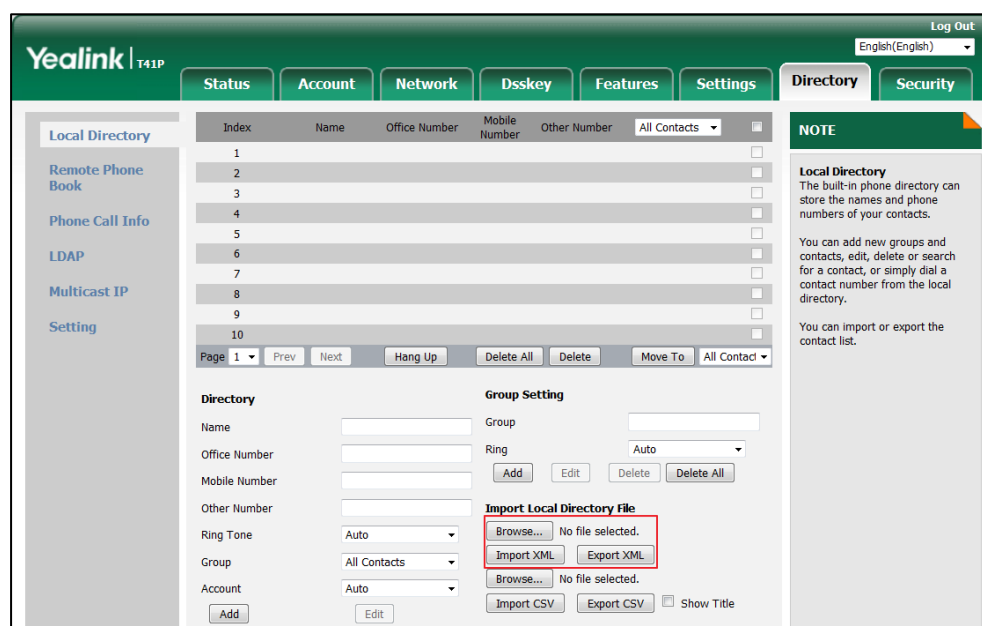 Log Out
Yealink | T41P
English(English)
Status Account Network Dsskey Features Settings Directory Security
Local Directory
Remote Phone
Book
Phone Call Info
LDAP
Multicast IP
Setting
Index Name Office Number Mobile Number Other Number All Contacts
1
2
3
4
5
6
7
8
9
10
Page 1 Prev Next Hang Up Delete All Delete Move To All Contact
Directory
Name
Office Number
Mobile Number
Other Number
Ring Tone Auto
Group All Contacts
Account Auto
Add Edit
Group Setting
Group
Ring Auto
Add Edit Delete Delete All
Import Local Directory File
Browse... No file selected.
Import XML Export XML
Browse... No file selected.
Import CSV Export CSV Show Title
NOTE
Local Directory
The built-in phone directory can
store the names and phone
numbers of your contacts.
You can add new groups and
contacts, edit, delete or search
for a contact, or simply dial a
contact number from the local
directory.
You can import or export the
contact list.